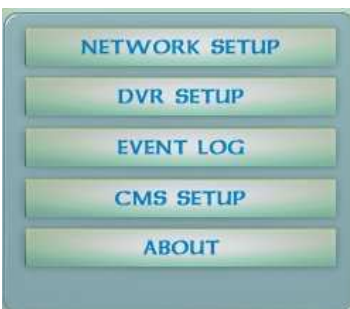 NETWORK SETUP
DVR SETUP
EVENT LOG
CMS SETUP
ABOUT